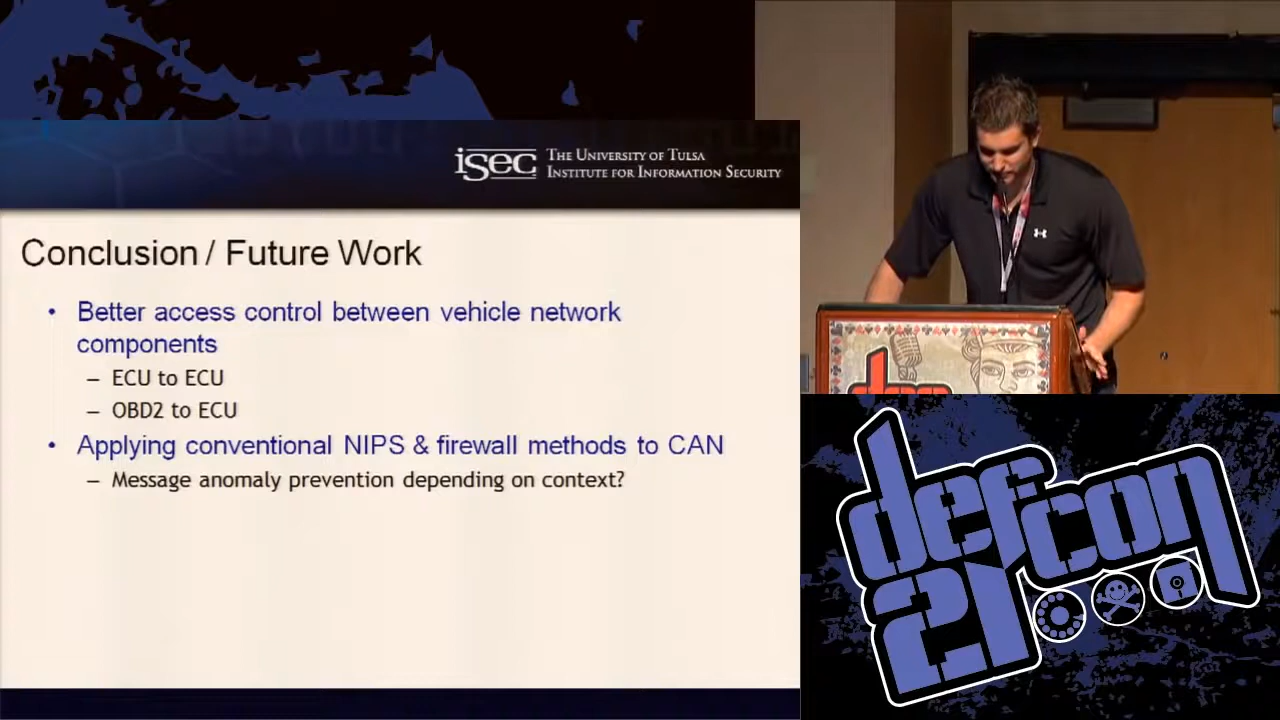 isec THE UNIVERSITY OF TULSA
INSTITUTE FOR INFORMATION SECURITY
Conclusion / Future Work
• Better access control between vehicle network
components
– ECU to ECU
– OBD2 to ECU
• Applying conventional NIPS & firewall methods to CAN
– Message anomaly prevention depending on context?
defcon
21